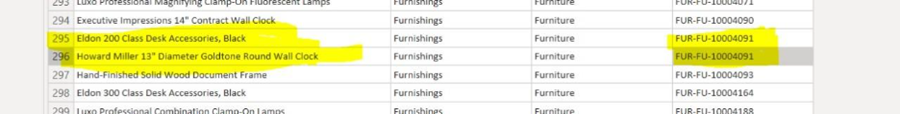 293 Luxo Professional Magnifying Clamp-On Fluorescent Lamps Furnishings Furniture FUR-FU-10004071
294 Executive Impressions 14" Contract Wall Clock Furnishings Furniture FUR-FU-10004090
295 Eldon 200 Class Desk Accessories, Black Furnishings Furniture FUR-FU-10004091
296 Howard Miller 13" Diameter Goldtone Round Wall Clock Furnishings Furniture FUR-FU-10004091
297 Hand-Finished Solid Wood Document Frame Furnishings Furniture FUR-FU-10004093
298 Eldon 300 Class Desk Accessories, Black Furnishings Furniture FUR-FU-10004164
299 Luxo Professional Combination Clamp-On Lamps Furnishings Furniture FUR-FU-10004188